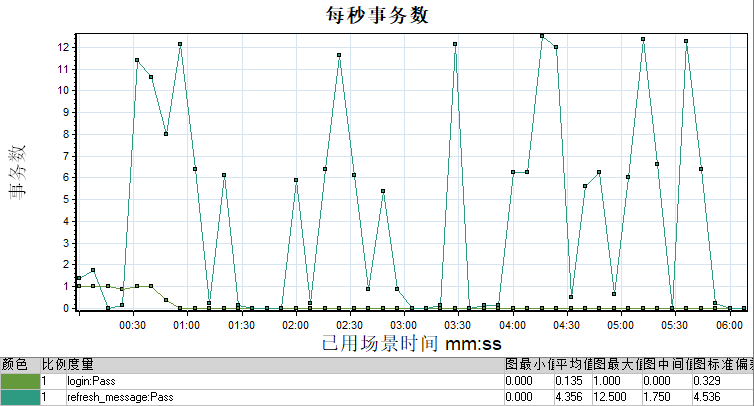 每秒事务数
12
11
10
9
8
7
6
5
4
3
2
1
0
事务数
00:30 01:00 01:30 02:00 02:30 03:00 03:30 04:00 04:30 05:00 05:30 06:00
已用场景时间 mm:ss
颜色 比例 度量 图最小值 平均值 图最大值 图中间值 图标准偏差
1 login:Pass 0.000 0.135 1.000 0.000 0.329
1 refresh_message:Pass 0.000 4.356 12.500 1.750 4.536